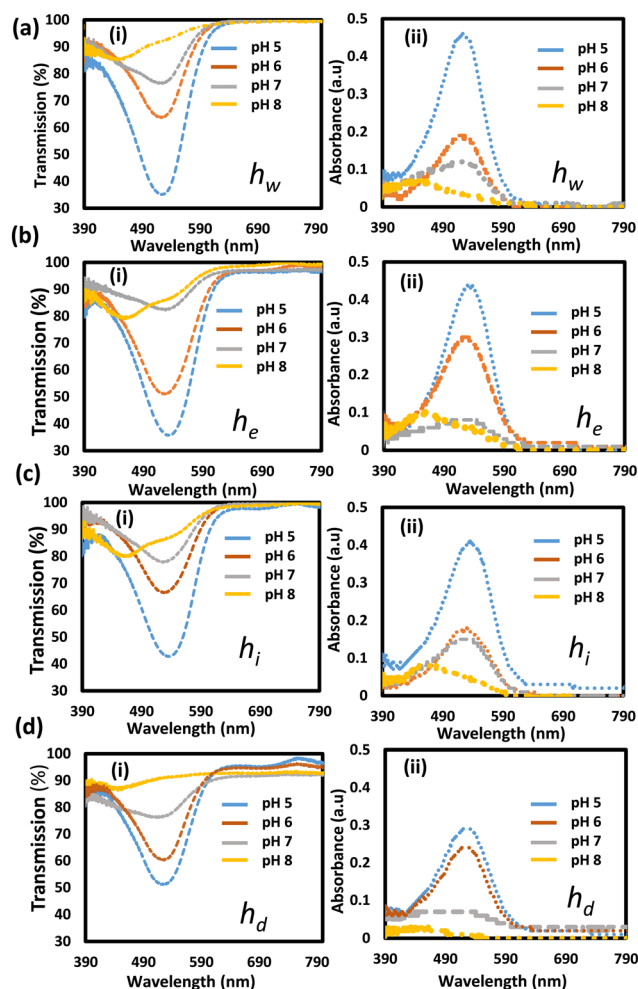 (a)
(i)
Transmission (%)
100
90
80
70
60
50
40
30
pH 5
pH 6
pH 7
pH 8
h_w
390 490 590 690 790
Wavelength (nm)
(ii)
Absorbance (a.u)
0.5
0.4
0.3
0.2
0.1
0
pH 5
pH 6
pH 7
pH 8
h_w
390 490 590 690 790
Wavelength (nm)
(b)
(i)
Transmission (%)
100
90
80
70
60
50
40
30
pH 5
pH 6
pH 7
pH 8
h_e
390 490 590 690 790
Wavelength (nm)
(ii)
Absorbance (a.u)
0.5
0.4
0.3
0.2
0.1
0
pH 5
pH 6
pH 7
pH 8
h_e
390 490 590 690 790
Wavelength (nm)
(c)
(i)
Transmission (%)
100
90
80
70
60
50
40
30
pH 5
pH 6
pH 7
pH 8
h_i
390 490 590 690 790
Wavelength (nm)
(ii)
Absorbance (a.u)
0.5
0.4
0.3
0.2
0.1
0
pH 5
pH 6
pH 7
pH 8
h_i
390 490 590 690 790
Wavelength (nm)
(d)
(i)
Transmission (%)
100
90
80
70
60
50
40
30
pH 5
pH 6
pH 7
pH 8
h_d
390 490 590 690 790
Wavelength (nm)
(ii)
Absorbance (a.u)
0.5
0.4
0.3
0.2
0.1
0
pH 5
pH 6
pH 7
pH 8
h_d
390 490 590 690 790
Wavelength (nm)